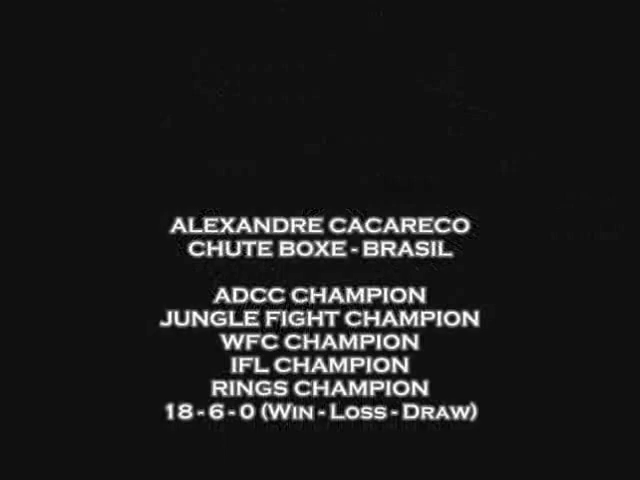 ALEXANDRE CACARECO
CHUTE BOXE - BRASIL
ADCC CHAMPION
JUNGLE FIGHT CHAMPION
WFC CHAMPION
IFL CHAMPION
RINGS CHAMPION
18 - 6 - 0 (WIN - LOSS - DRAW)